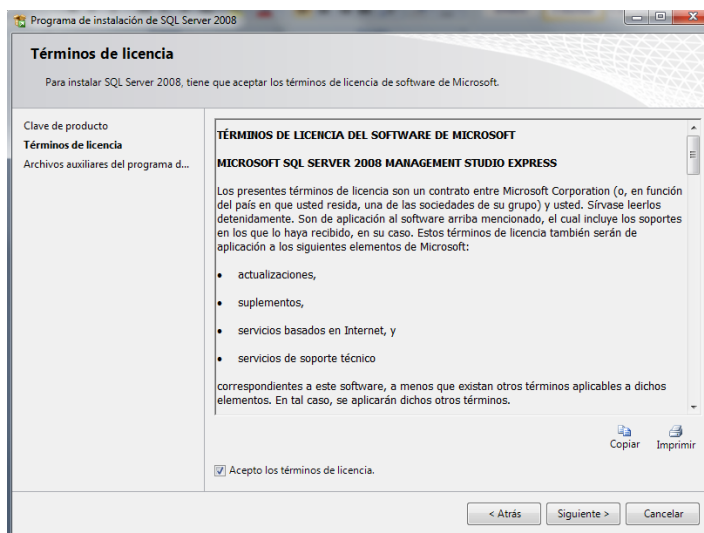 Programa de instalación de SQL Server 2008
Términos de licencia
Para instalar SQL Server 2008, tiene que aceptar los términos de licencia de software de Microsoft.
Clave de producto
Términos de licencia
Archivos auxiliares del programa d...
TÉRMINOS DE LICENCIA DEL SOFTWARE DE MICROSOFT
MICROSOFT SQL SERVER 2008 MANAGEMENT STUDIO EXPRESS
Los presentes términos de licencia son un contrato entre Microsoft Corporation (o, en función
del país en que usted resida, una de las sociedades de su grupo) y usted. Sírvase leerlos
detenidamente. Son de aplicación al software arriba mencionado, el cual incluye los soportes
en los que lo haya recibido, en su caso. Estos términos de licencia también serán de
aplicación a los siguientes elementos de Microsoft:
• actualizaciones,
• suplementos,
• servicios basados en Internet, y
• servicios de soporte técnico
correspondientes a este software, a menos que existan otros términos aplicables a dichos
elementos. En tal caso, se aplicarán dichos otros términos.
Copiar Imprimir
Acepto los términos de licencia.
< Atrás Siguiente > Cancelar